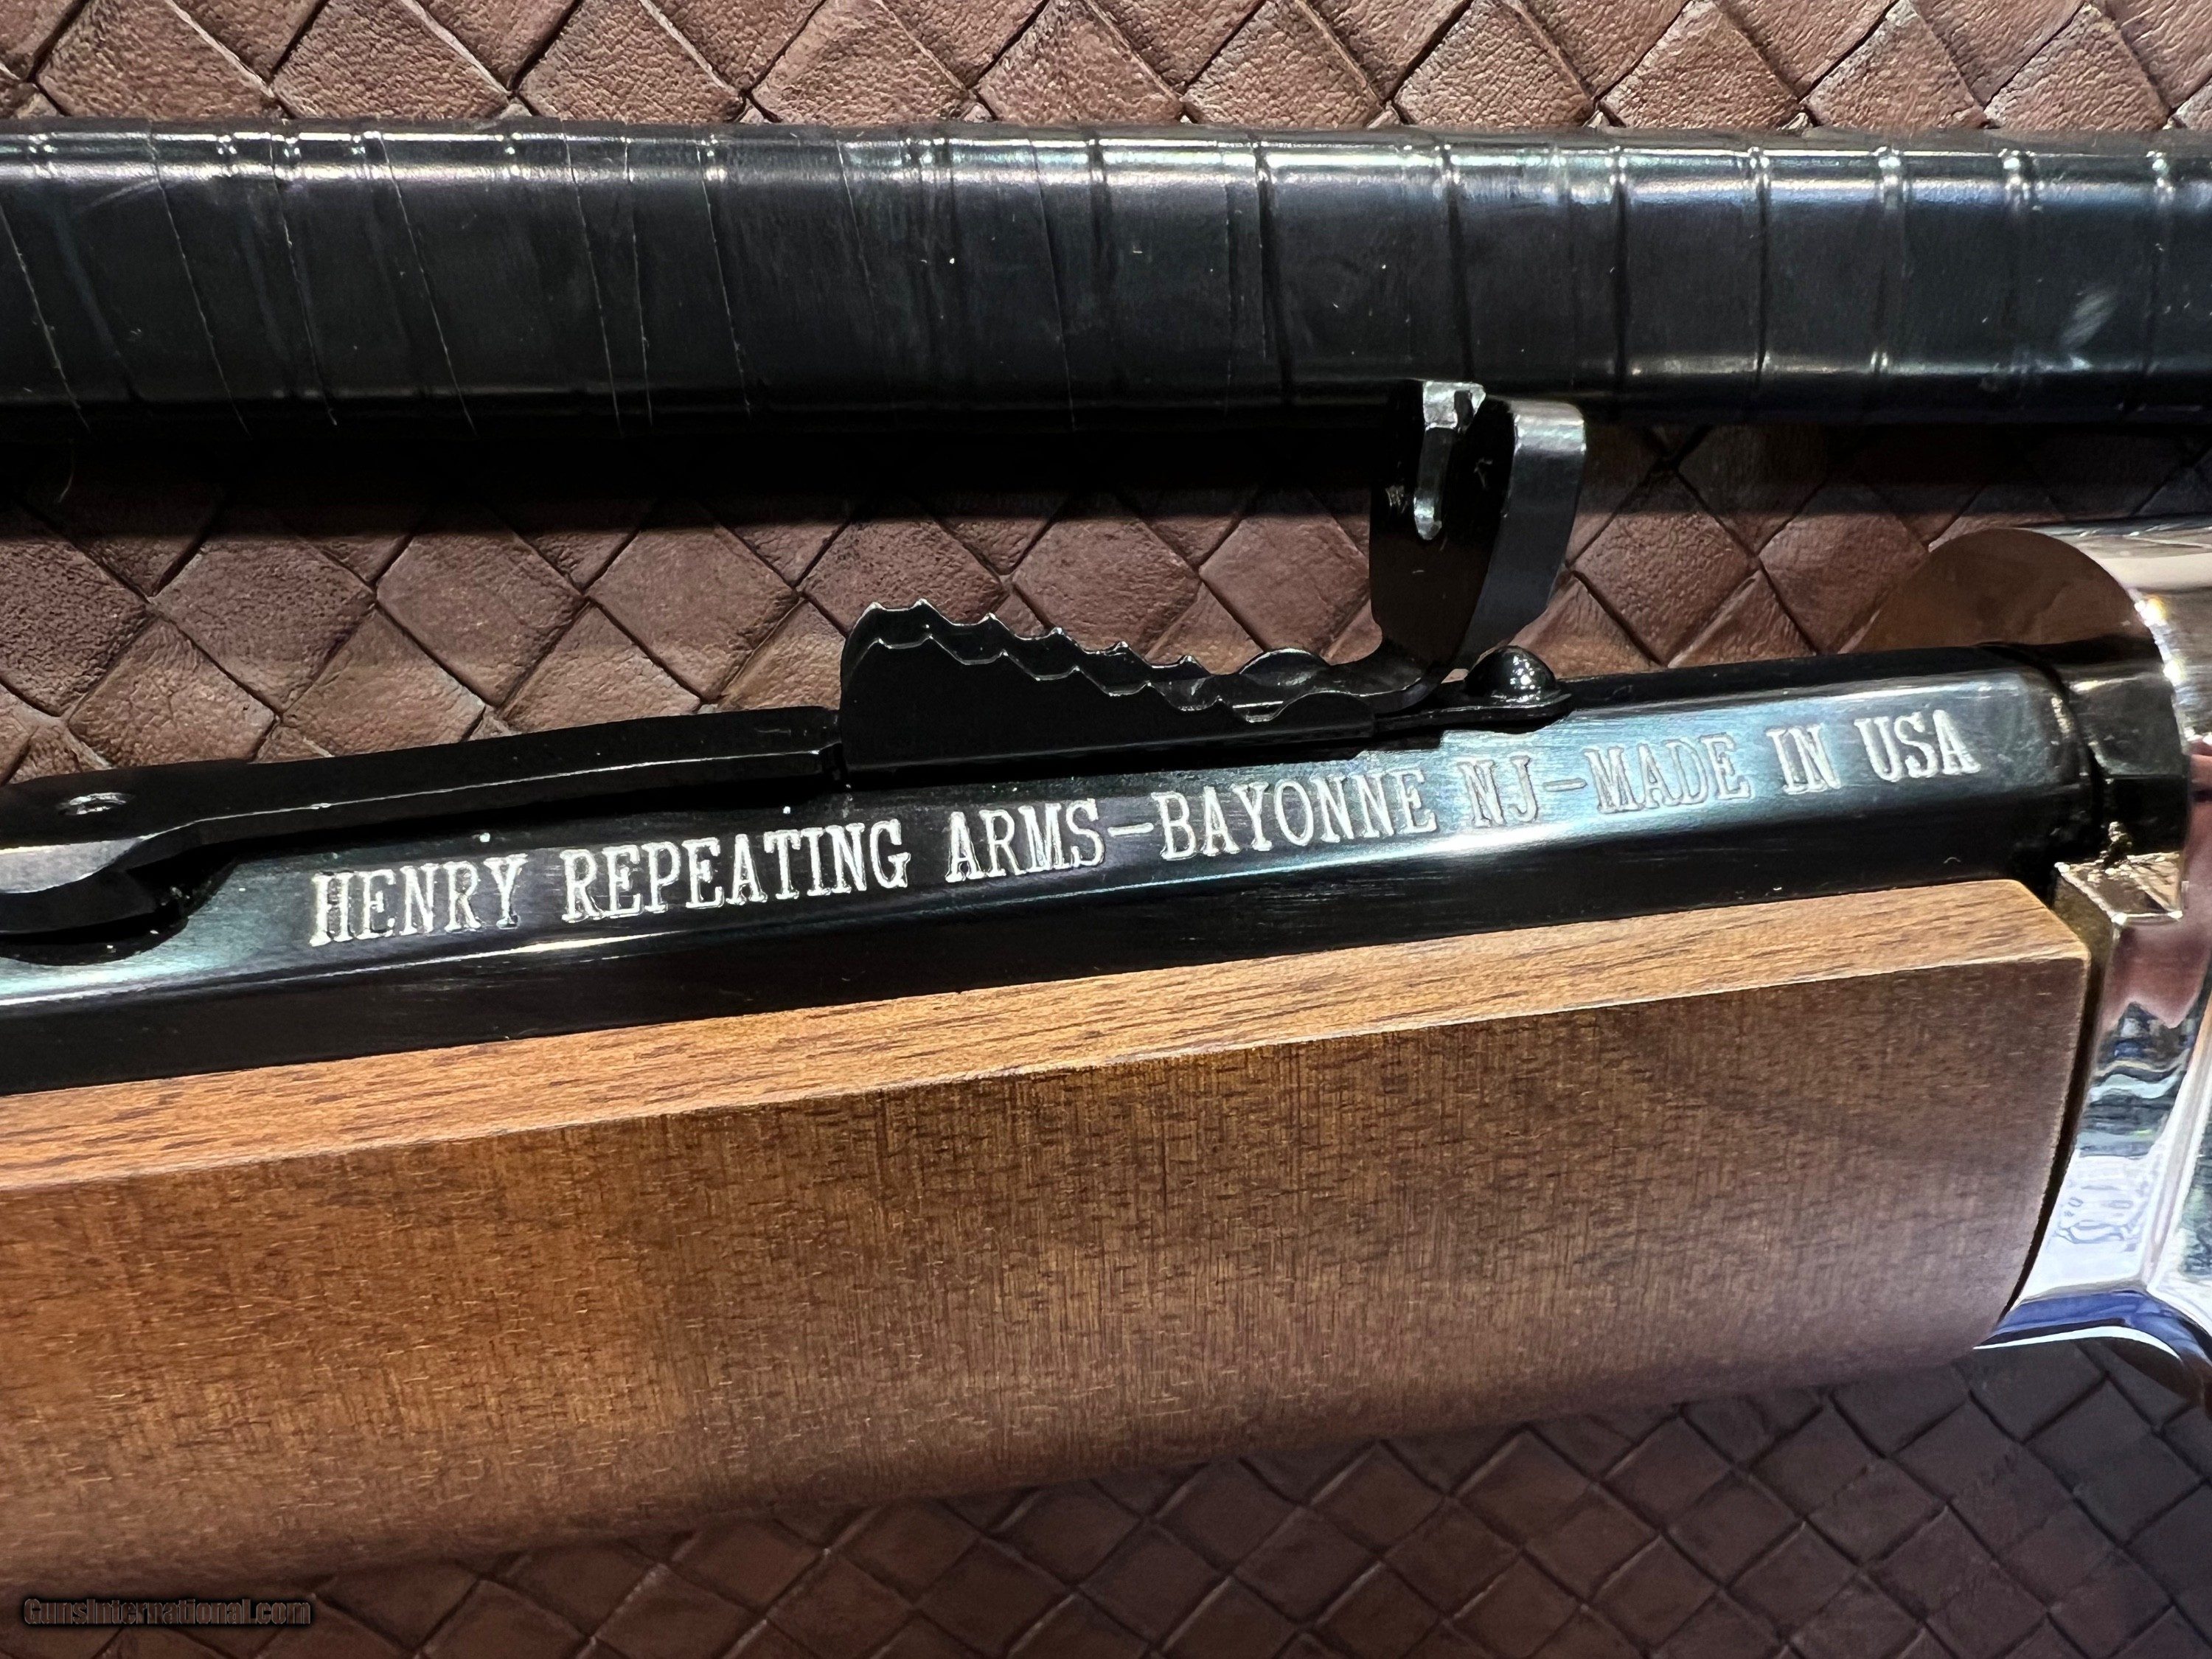 HENRY REPEATING ARMS-BAYONNE NJ-MADE IN USA
GunsInternational.com